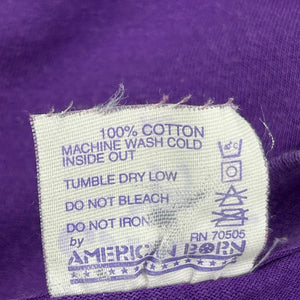 100% COTTON
MACHINE WASH COLD
INSIDE OUT
TUMBLE DRY LOW
DO NOT BLEACH
DO NOT IRON
by RN 70505
AMERICAN BORN